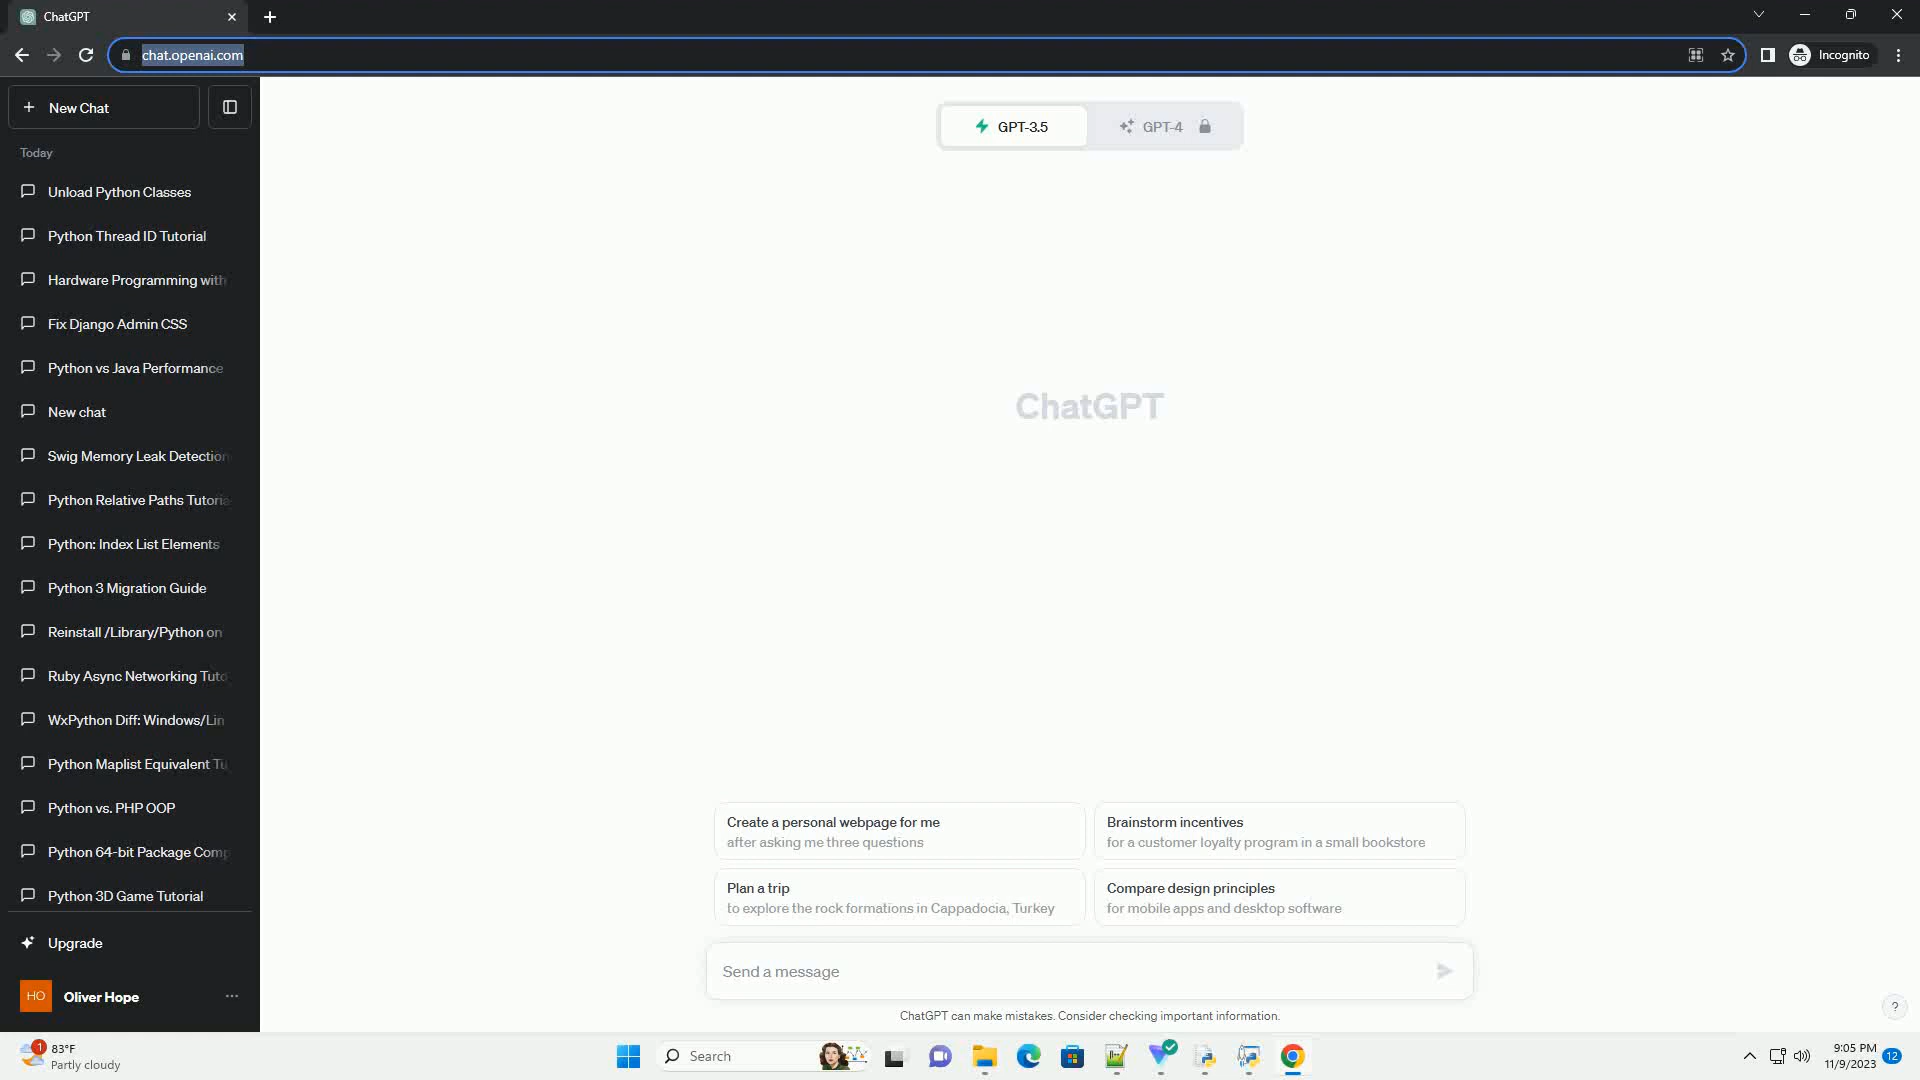 ChatGPT
chat.openai.com
Incognito
New Chat
Today
Unload Python Classes
Python Thread ID Tutorial
Hardware Programming with
Fix Django Admin CSS
Python vs Java Performance
New chat
Swig Memory Leak Detection
Python Relative Paths Tutoria
Python: Index List Elements
Python 3 Migration Guide
Reinstall /Library/Python on
Ruby Async Networking Tuto
WxPython Diff: Windows/Lin
Python Maplist Equivalent Tu
Python vs. PHP OOP
Python 64-bit Package Comp
Python 3D Game Tutorial
Upgrade
HO Oliver Hope
GPT-3.5 GPT-4
ChatGPT
Create a personal webpage for me
after asking me three questions
Brainstorm incentives
for a customer loyalty program in a small bookstore
Plan a trip
to explore the rock formations in Cappadocia, Turkey
Compare design principles
for mobile apps and desktop software
Send a message
ChatGPT can make mistakes. Consider checking important information.
?
1
83°F
Partly cloudy
Search
9:05 PM
11/9/2023
12